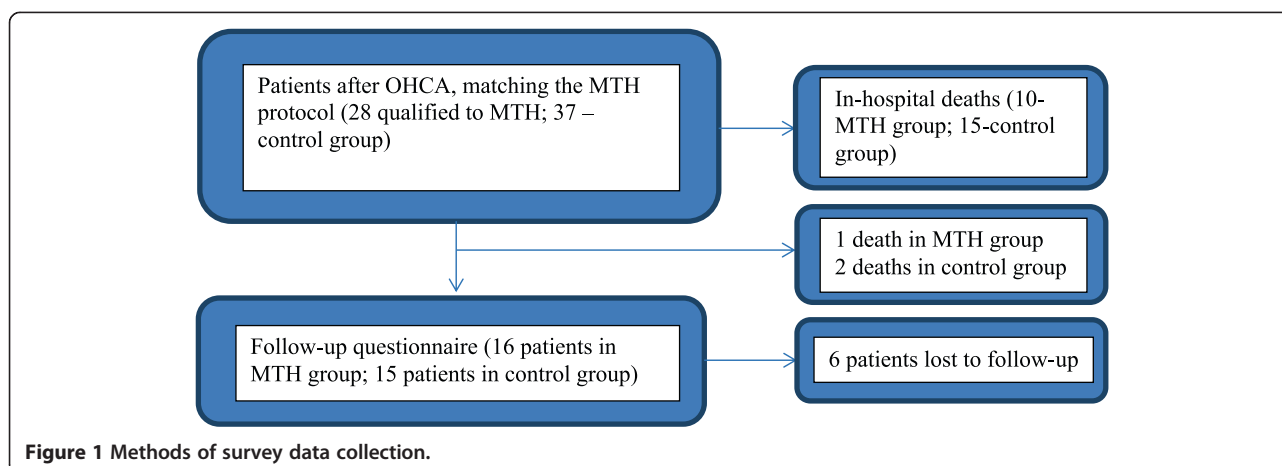 Patients after OHCA, matching the MTH
protocol (28 qualified to MTH; 37 –
control group)
In-hospital deaths (10-
MTH group; 15-control
group)
1 death in MTH group
2 deaths in control group
Follow-up questionnaire (16 patients in
MTH group; 15 patients in control group)
6 patients lost to follow-up
Figure 1 Methods of survey data collection.